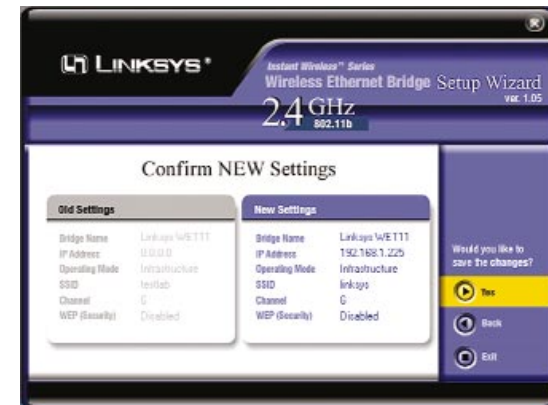 LINKSYS®
Instant Wireless™ Series
Wireless Ethernet Bridge Setup Wizard
ver. 1.05
2.4 GHz
802.11b
Confirm NEW Settings
Old Settings
Bridge Name Linksys WET11
IP Address 0.0.0.0
Operating Mode Infrastructure
SSID testlab
Channel 6
WEP (Security) Disabled
New Settings
Bridge Name Linksys WET11
IP Address 192.168.1.225
Operating Mode Infrastructure
SSID linksys
Channel 6
WEP (Security) Disabled
Would you like to
save the changes?
Yes
Back
Exit